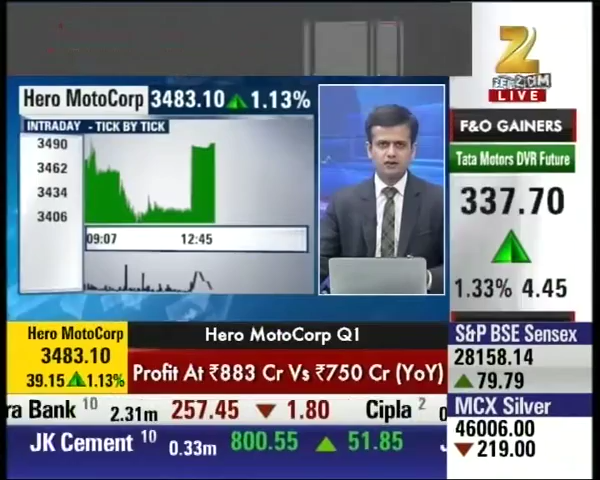 LIVE
Hero MotoCorp 3483.10 1.13%
INTRADAY - TICK BY TICK
3490
3462
3434
3406
09:07 12:45
F&O GAINERS
Tata Motors DVR Future
337.70
1.33% 4.45
Hero MotoCorp
3483.10
39.15 1.13%
Hero MotoCorp Q1
Profit At ₹883 Cr Vs ₹750 Cr (YoY)
S&P BSE Sensex
28158.14
79.79
MCX Silver
46006.00
219.00
ra Bank 10 2.31m 257.45 1.80 Cipla 2
JK Cement 10 0.33m 800.55 51.85